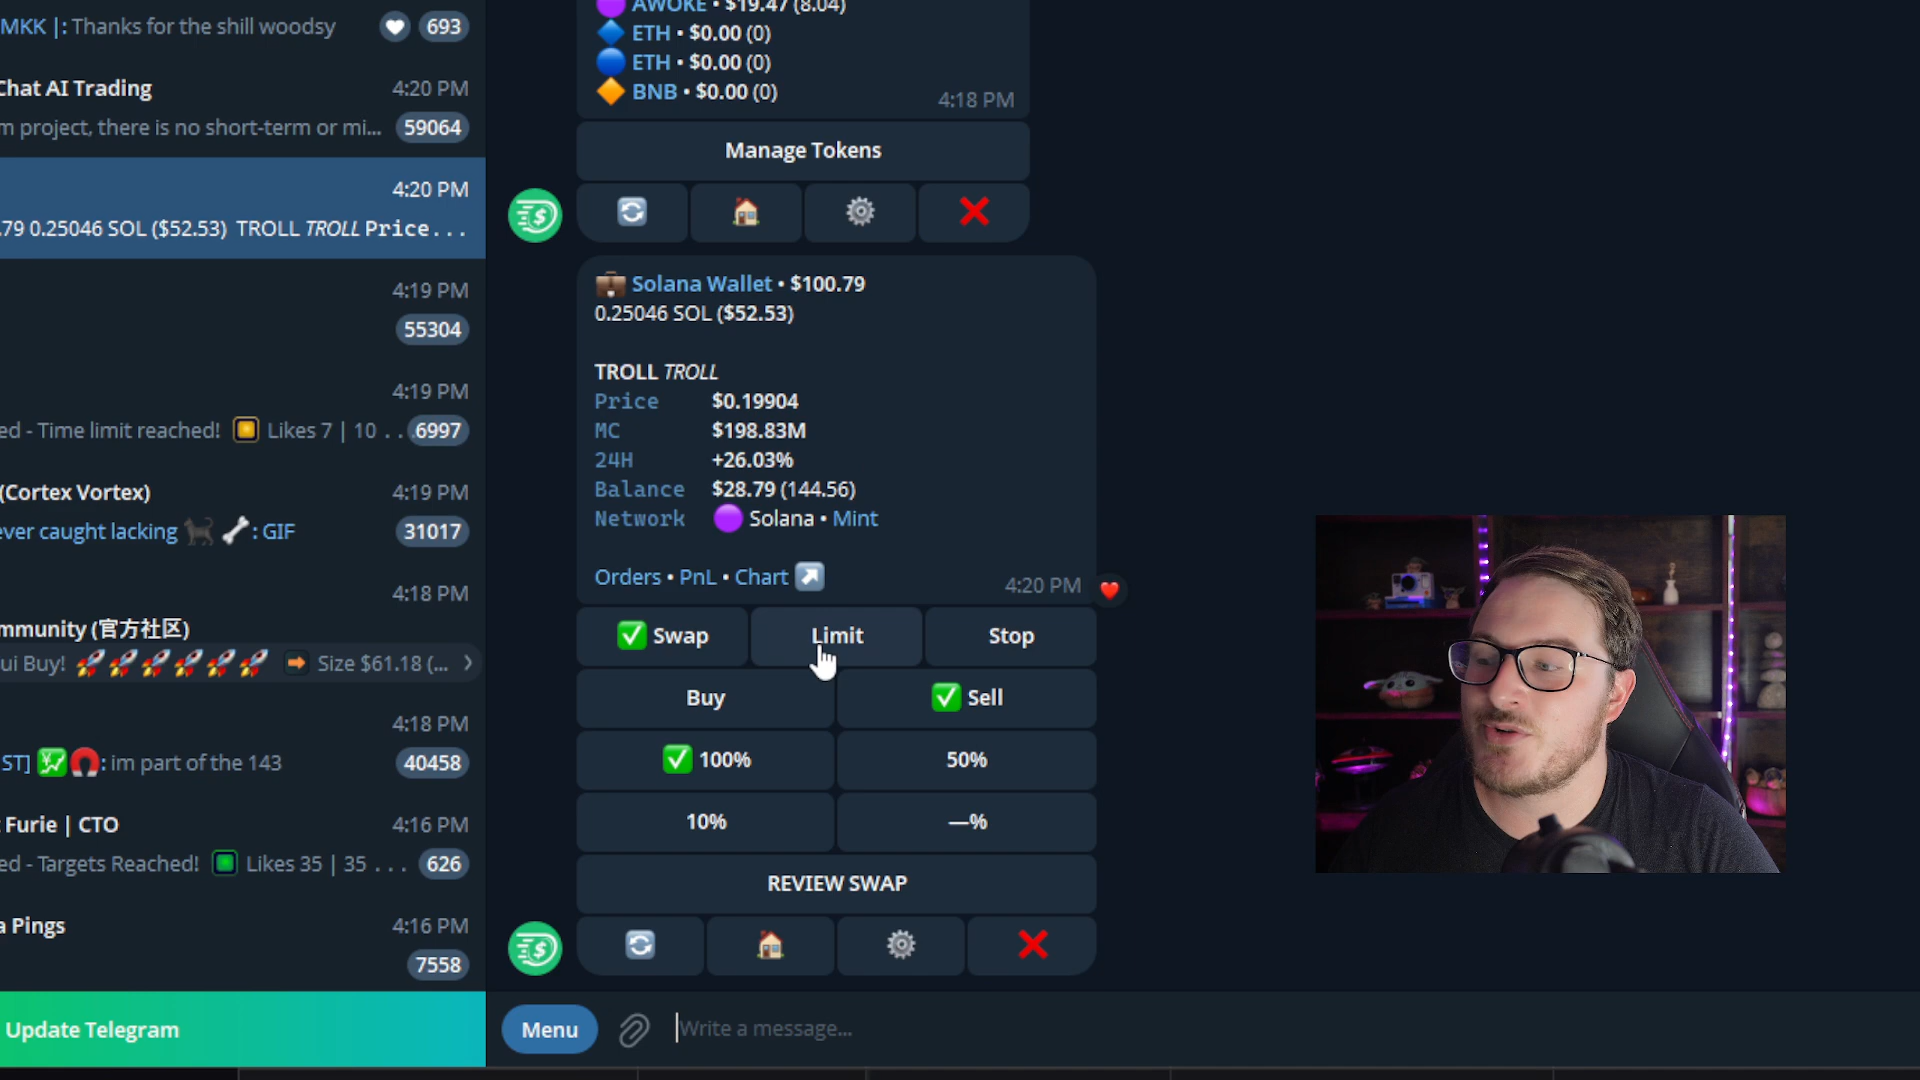 MKK |: Thanks for the shill woodsy
693
Chat AI Trading
4:20 PM
m project, there is no short-term or mi...
59064
4:20 PM
.79 0.25046 SOL ($52.53) TROLL TROLL Price...
4:19 PM
55304
4:19 PM
ed - Time limit reached! Likes 7 | 10 . . .
6997
(Cortex Vortex)
4:19 PM
ever caught lacking 🐈‍⬛ 🦴: GIF
31017
4:18 PM
mmunity (官方社区)
ui Buy! 🚀🚀🚀🚀🚀🚀 ➡ Size $61.18 (...
4:18 PM
ST] 💹🧲: im part of the 143
40458
Furie | CTO
4:16 PM
ed - Targets Reached! Likes 35 | 35 . . .
626
a Pings
4:16 PM
7558
Update Telegram
AWOKE • $19.47 (8.04)
ETH • $0.00 (0)
ETH • $0.00 (0)
BNB • $0.00 (0)
4:18 PM
Manage Tokens
Solana Wallet • $100.79
0.25046 SOL ($52.53)
TROLL TROLL
Price $0.19904
MC $198.83M
24H +26.03%
Balance $28.79 (144.56)
Network Solana • Mint
Orders • PnL • Chart
4:20 PM
✅ Swap
Limit
Stop
Buy
✅ Sell
✅ 100%
50%
10%
—%
REVIEW SWAP
Menu
Write a message...